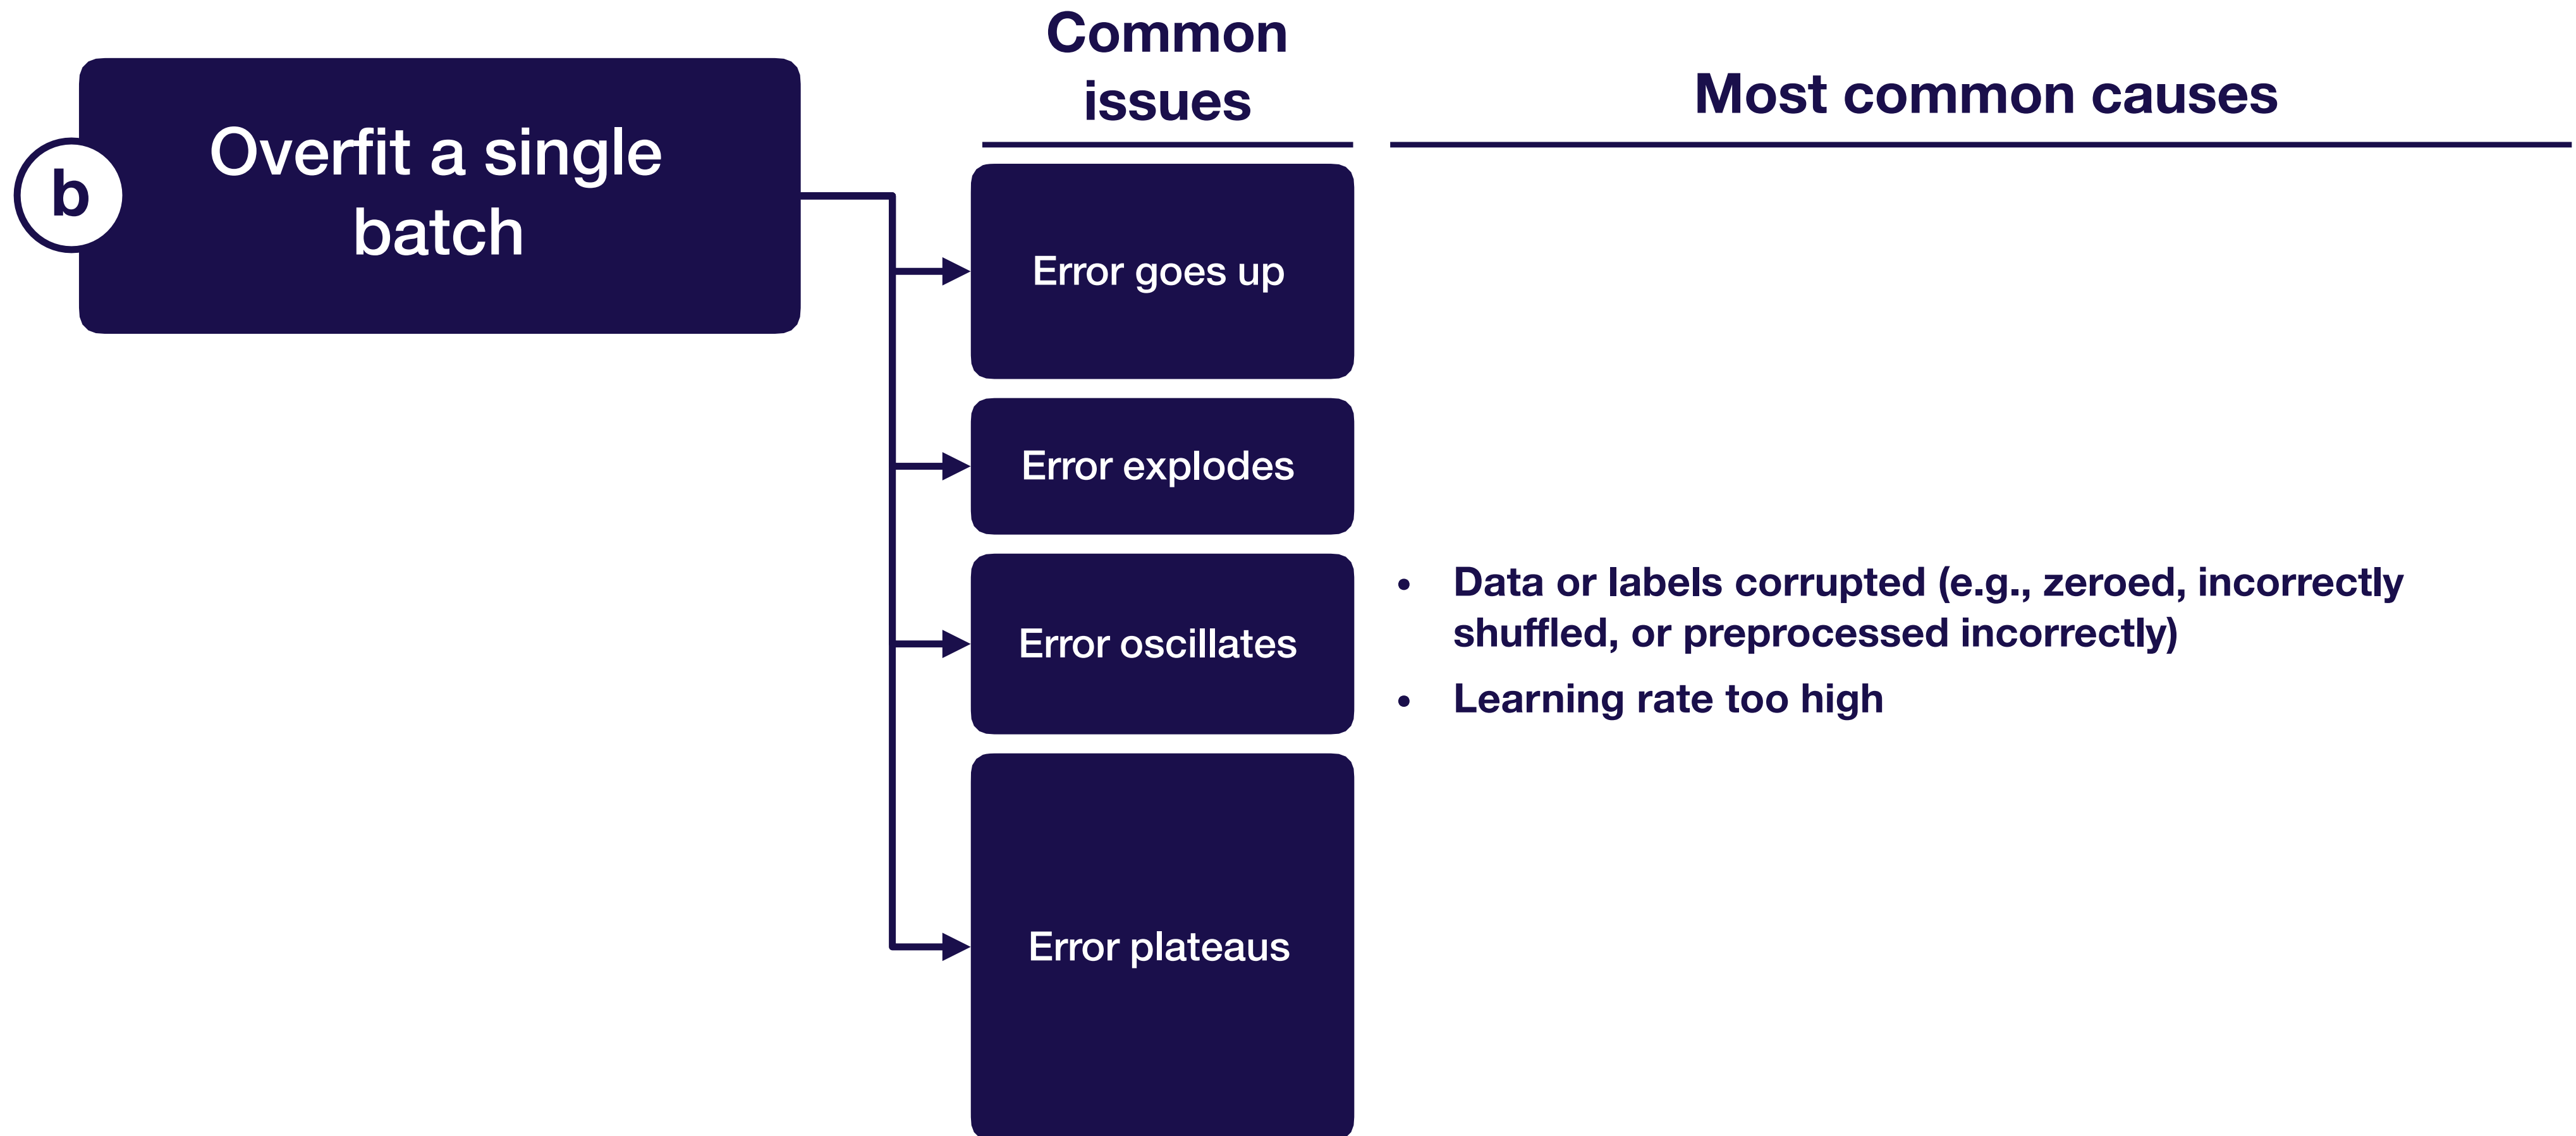 b
Overfit a single
batch
Common
issues
Most common causes
Error goes up
Error explodes
Error oscillates
• Data or labels corrupted (e.g., zeroed, incorrectly
shuffled, or preprocessed incorrectly)
• Learning rate too high
Error plateaus